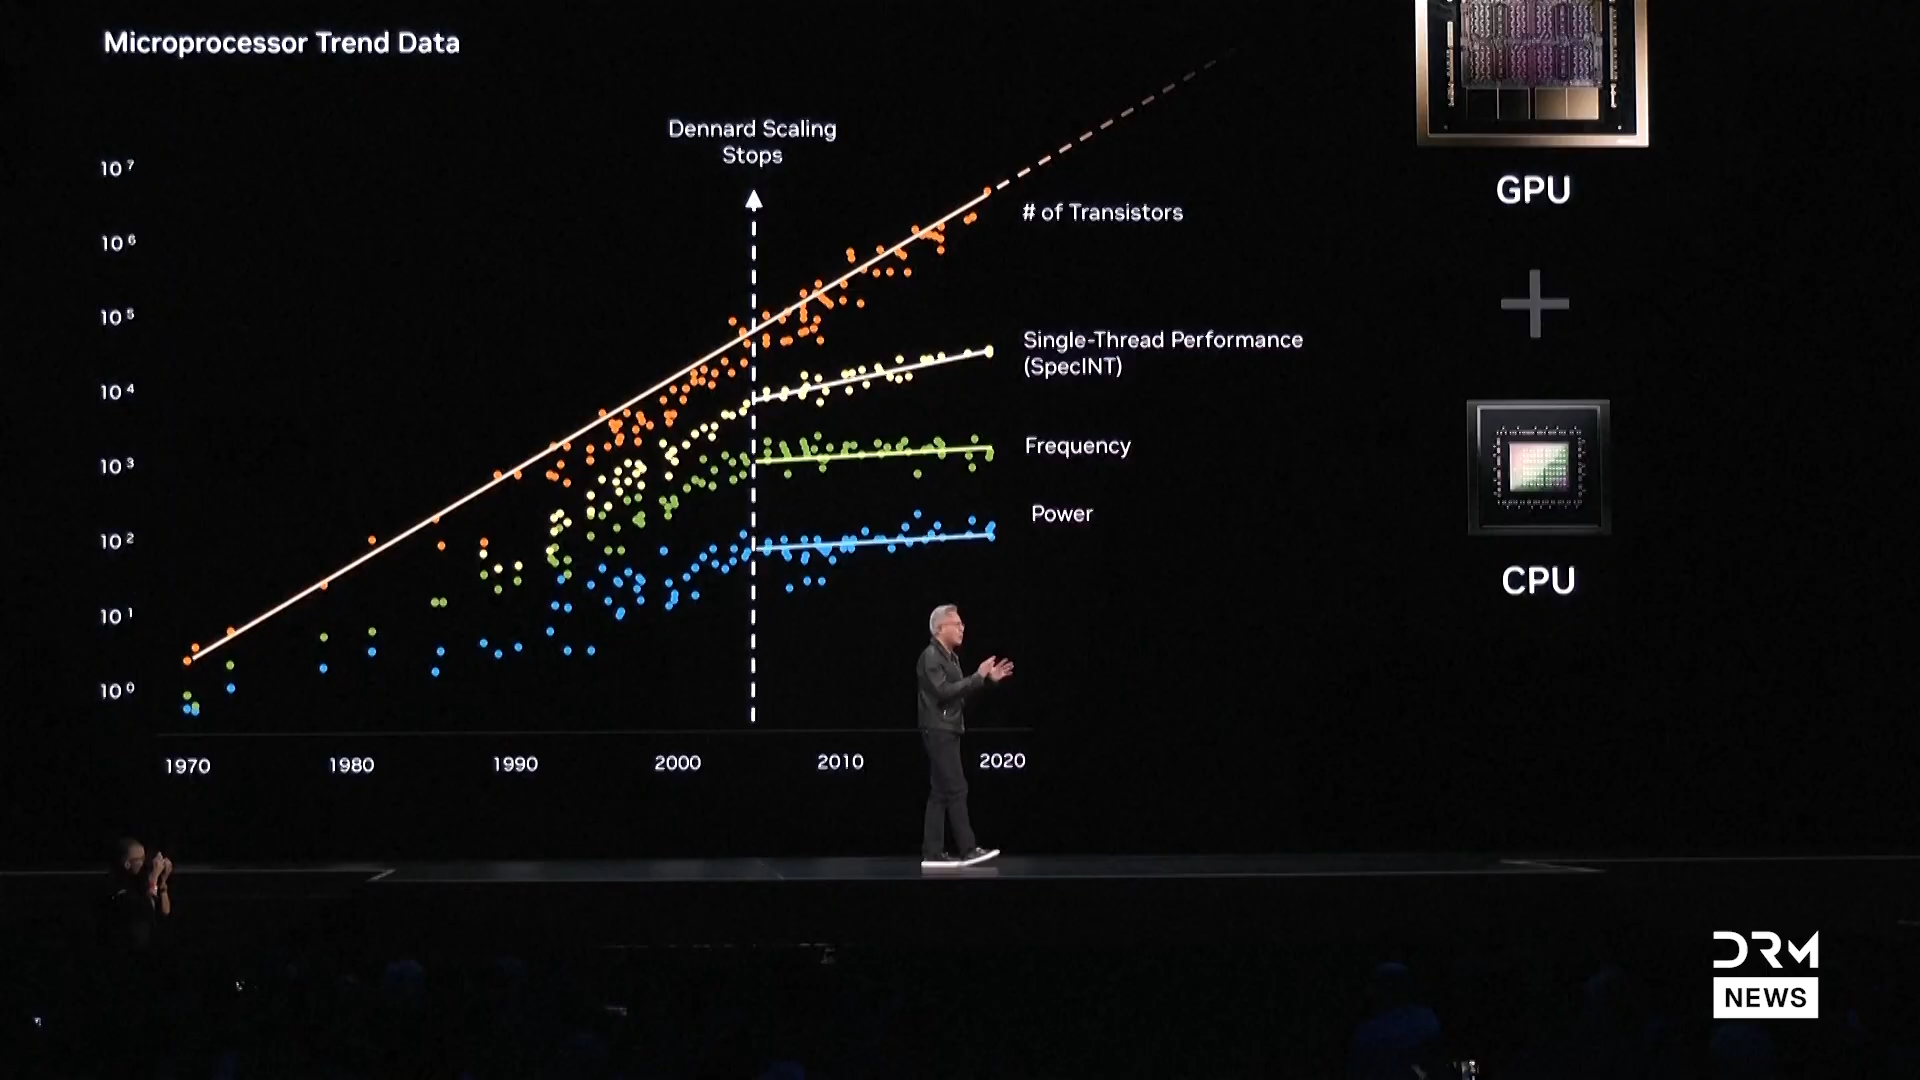 Microprocessor Trend Data
Dennard Scaling
Stops
10⁷
10⁶
10⁵
10⁴
10³
10²
10¹
10⁰
# of Transistors
Single-Thread Performance
(SpecINT)
Frequency
Power
1970 1980 1990 2000 2010 2020
GPU
+
CPU
DRM
NEWS